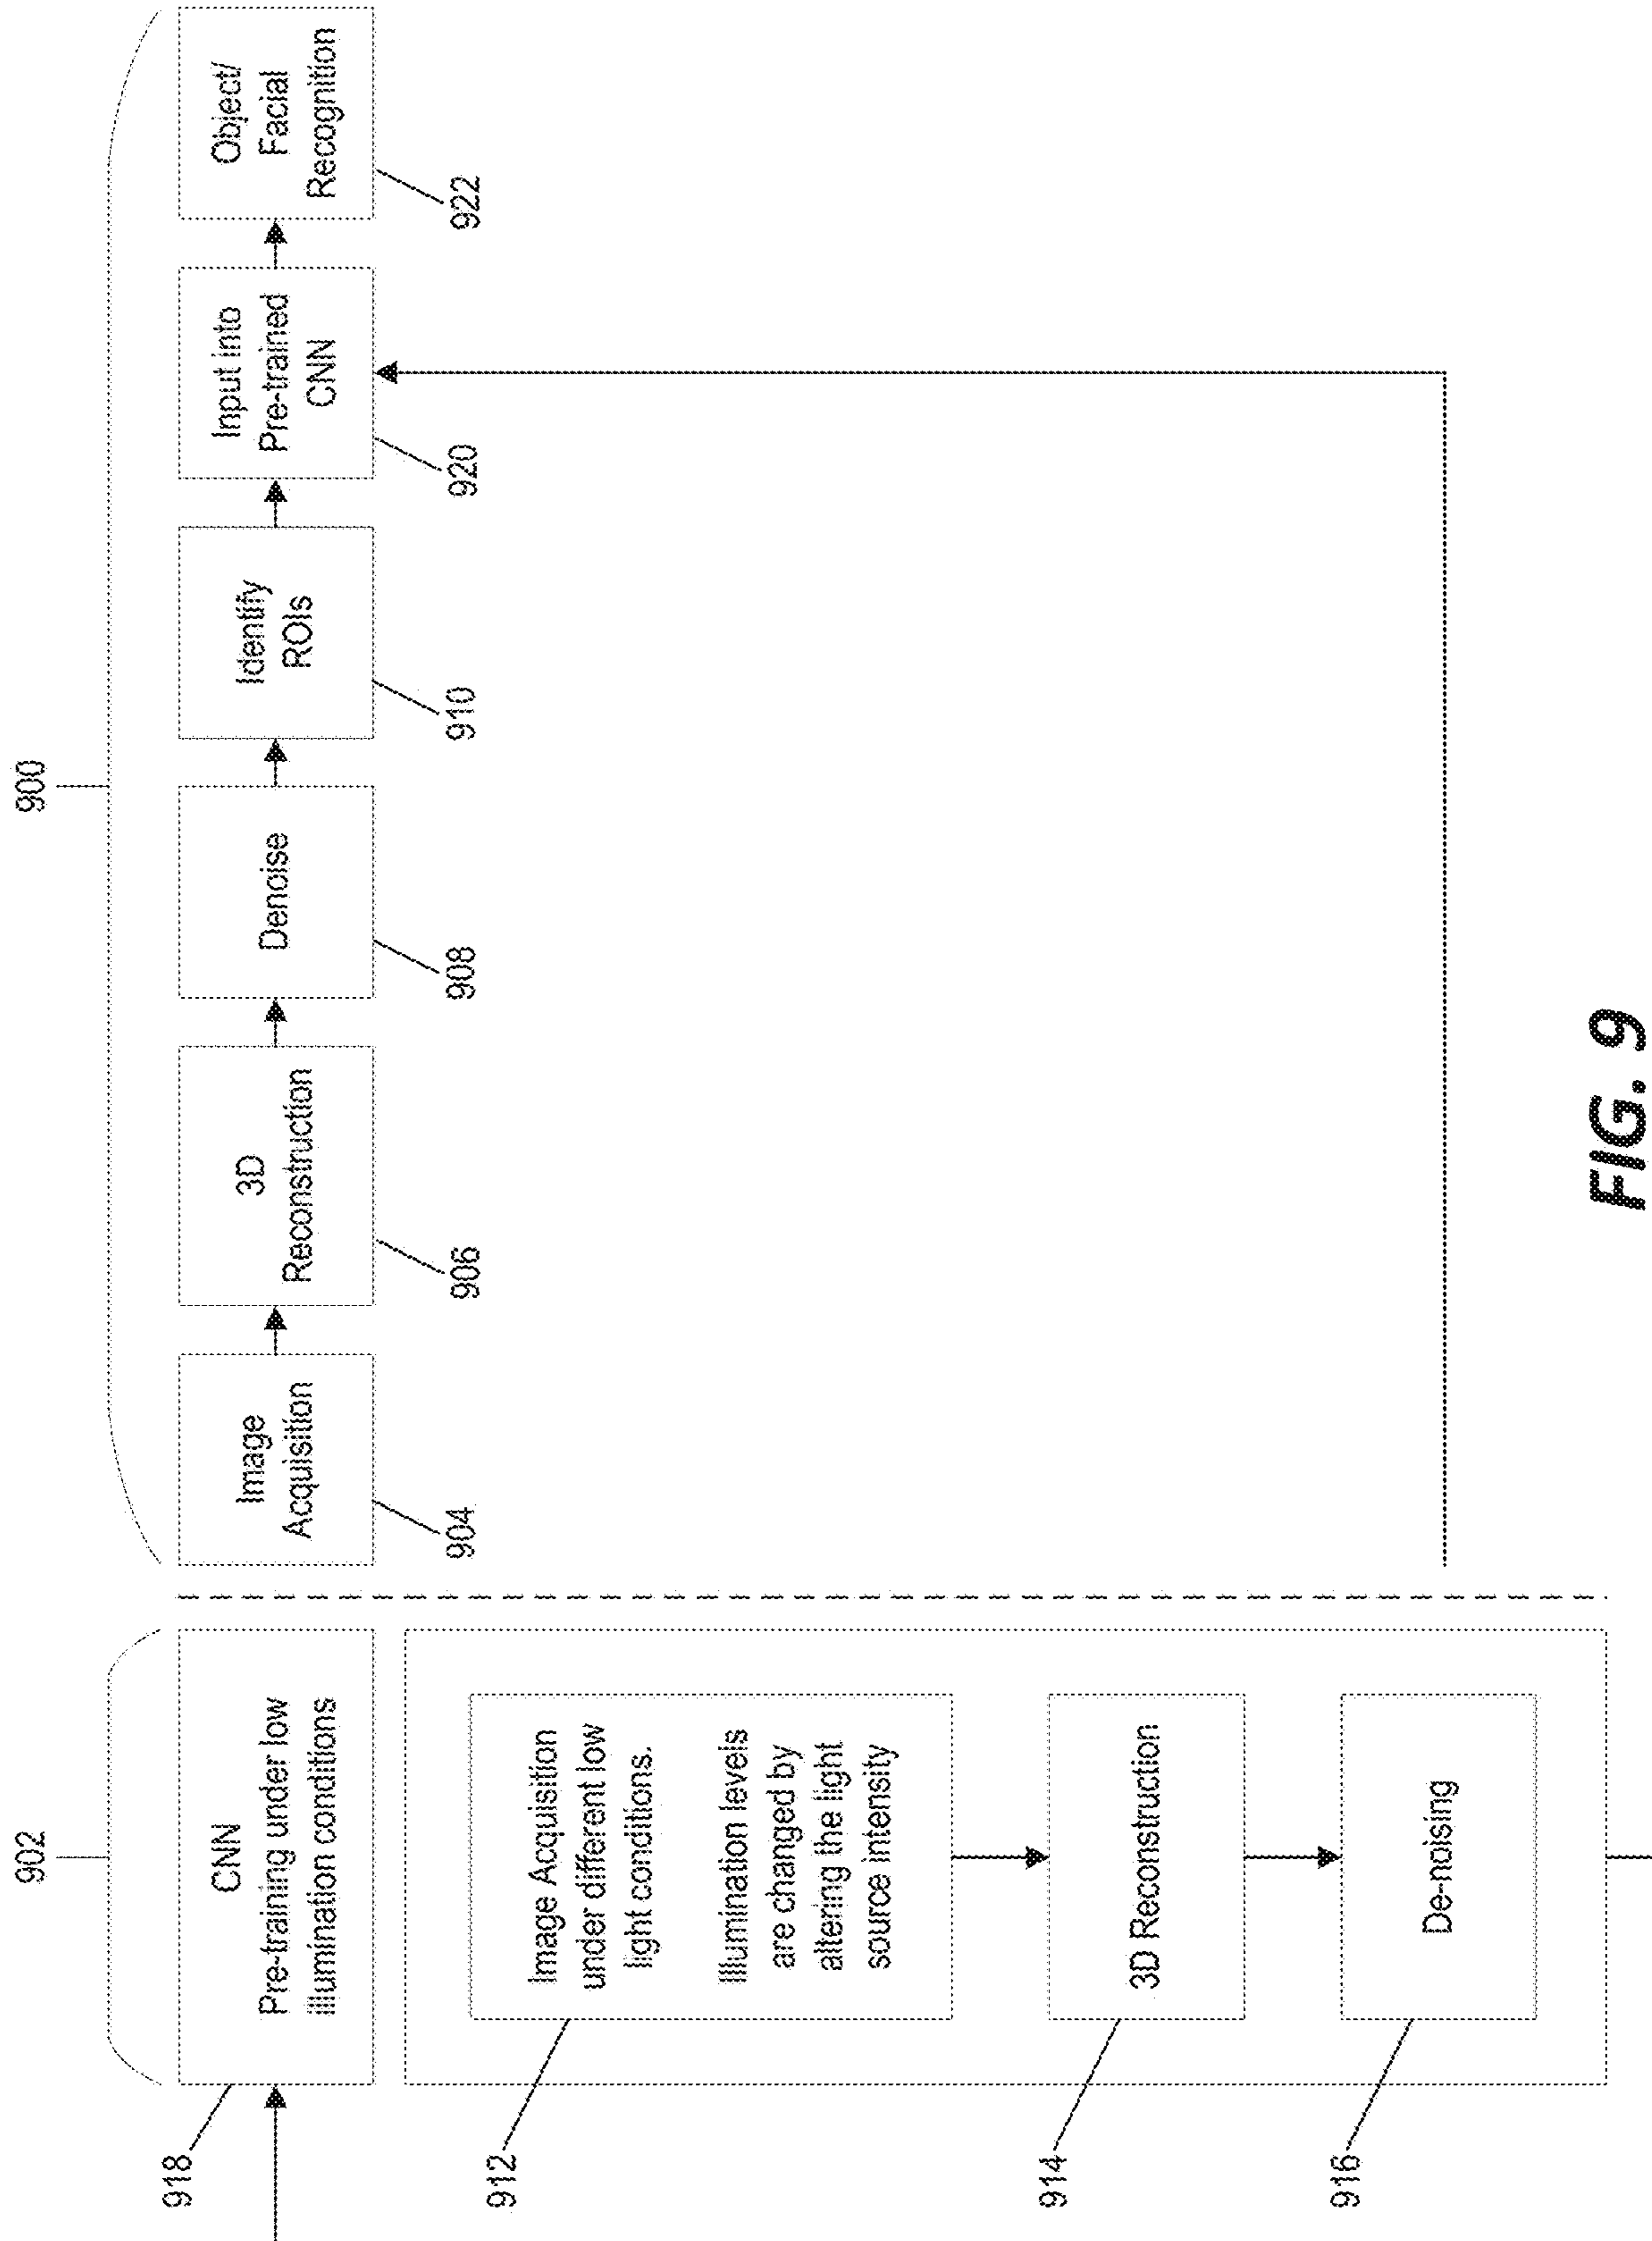 902
900
CNN
Pre-training under low
illumination conditions
918
Image Acquisition
under different low
light conditions.
Illumination levels
are changed by
altering the light
source intensity
912
3D Reconstruction
914
De-noising
916
Image
Acquisition
904
3D
Reconstruction
906
Denoise
908
Identify
ROIs
910
Input into
Pre-trained
CNN
920
Object/
Facial
Recognition
922
FIG. 9